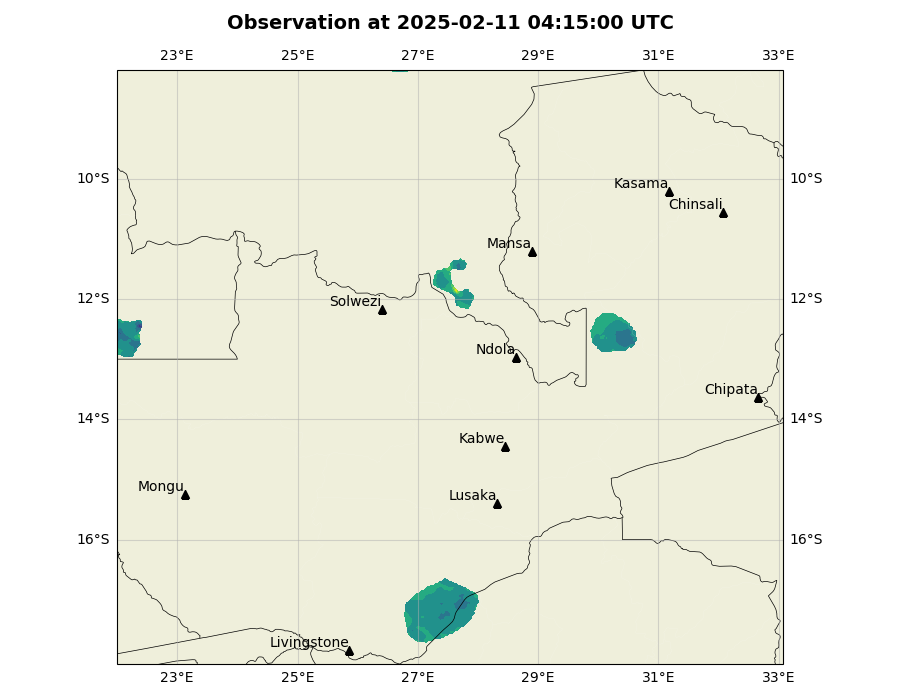 Observation at 2025-02-11 04:15:00 UTC
23°E 25°E 27°E 29°E 31°E 33°E
10°S 10°S
Kasama
Chinsali
Mansa
12°S 12°S
Solwezi
Ndola
Chipata
14°S 14°S
Kabwe
Mongu
Lusaka
16°S 16°S
Livingstone
23°E 25°E 27°E 29°E 31°E 33°E